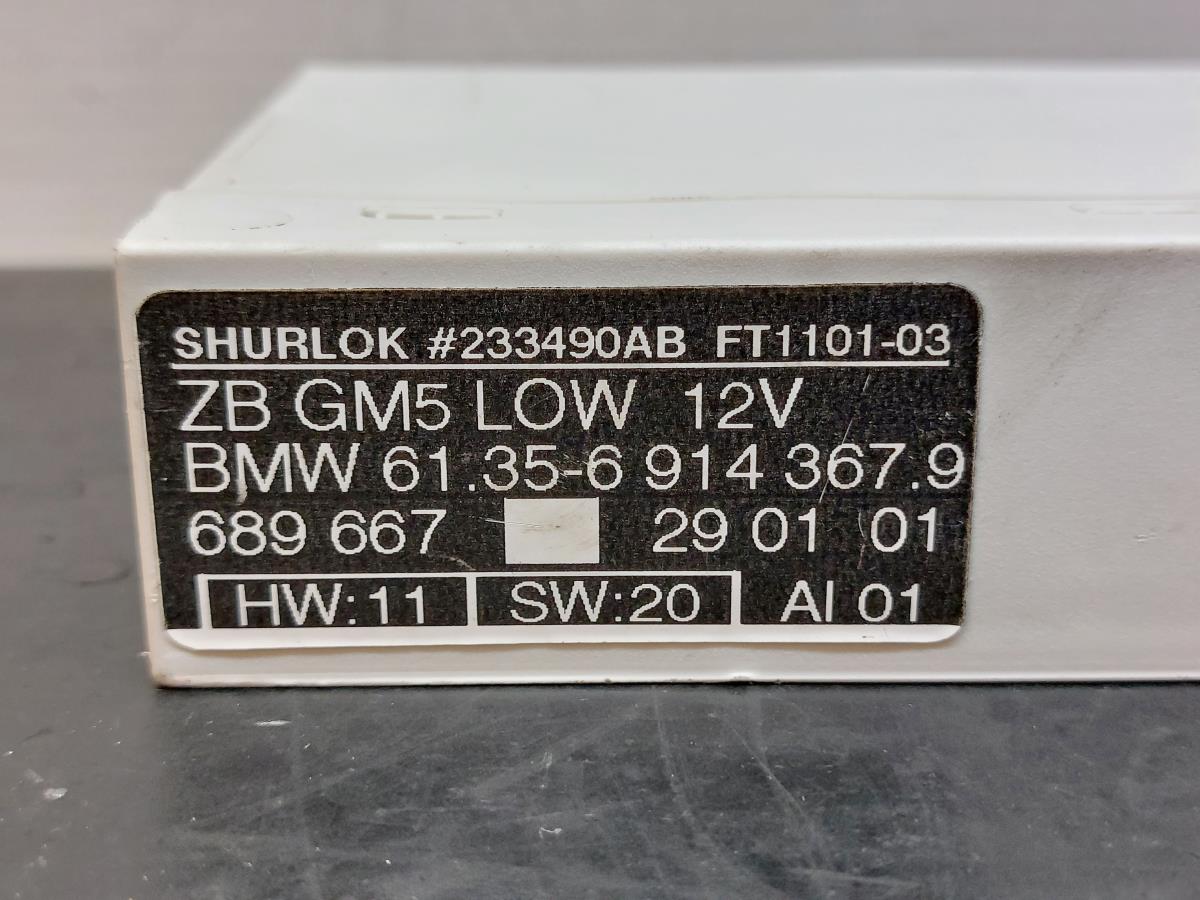 SHURLOK #233490AB FT1101-03
ZB GM5 LOW 12V
BMW 61.35-6 914 367.9
689 667 29 01 01
HW:11 SW:20 AI 01